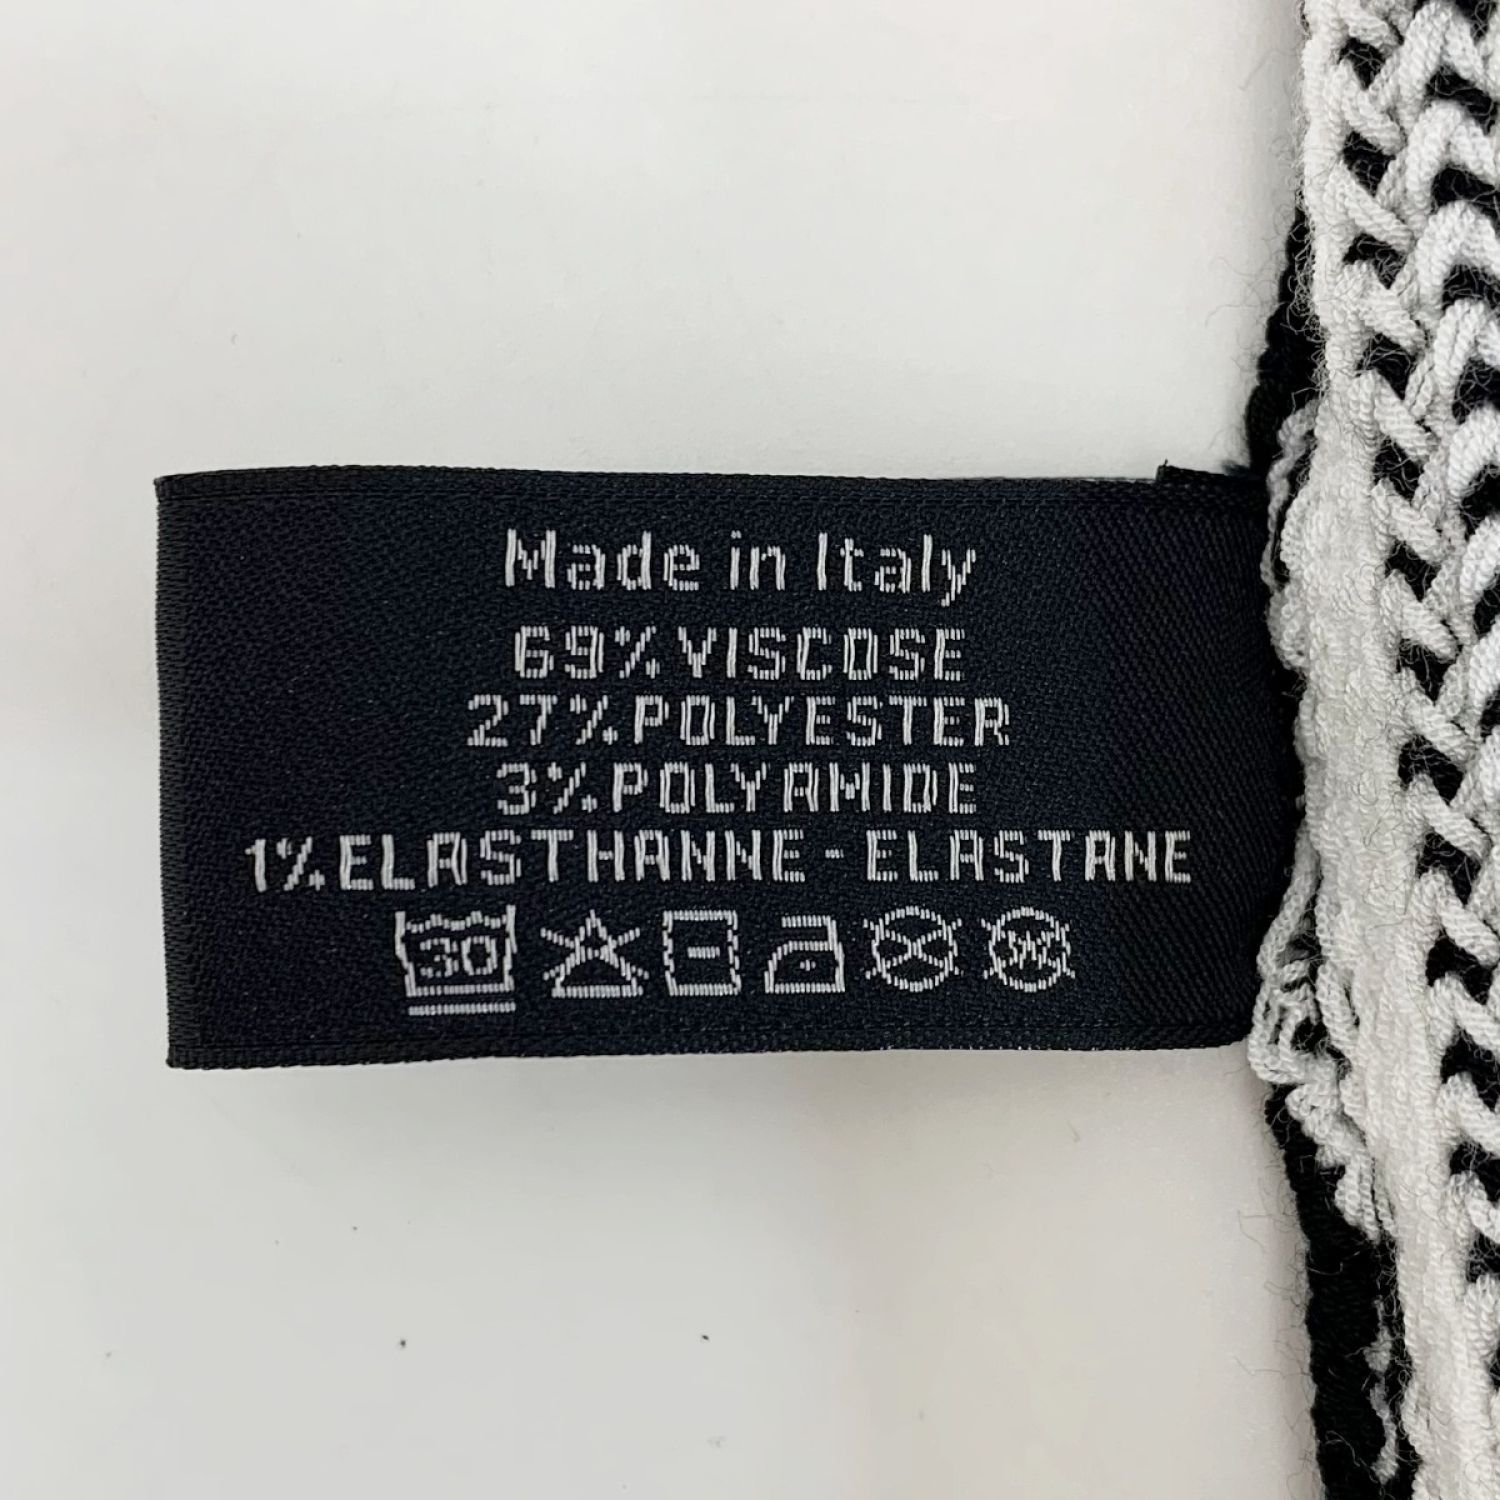 Made in Italy
69% VISCOSE
27% POLYESTER
3% POLYAMIDE
1% ELASTHANNE - ELASTANE
30 W